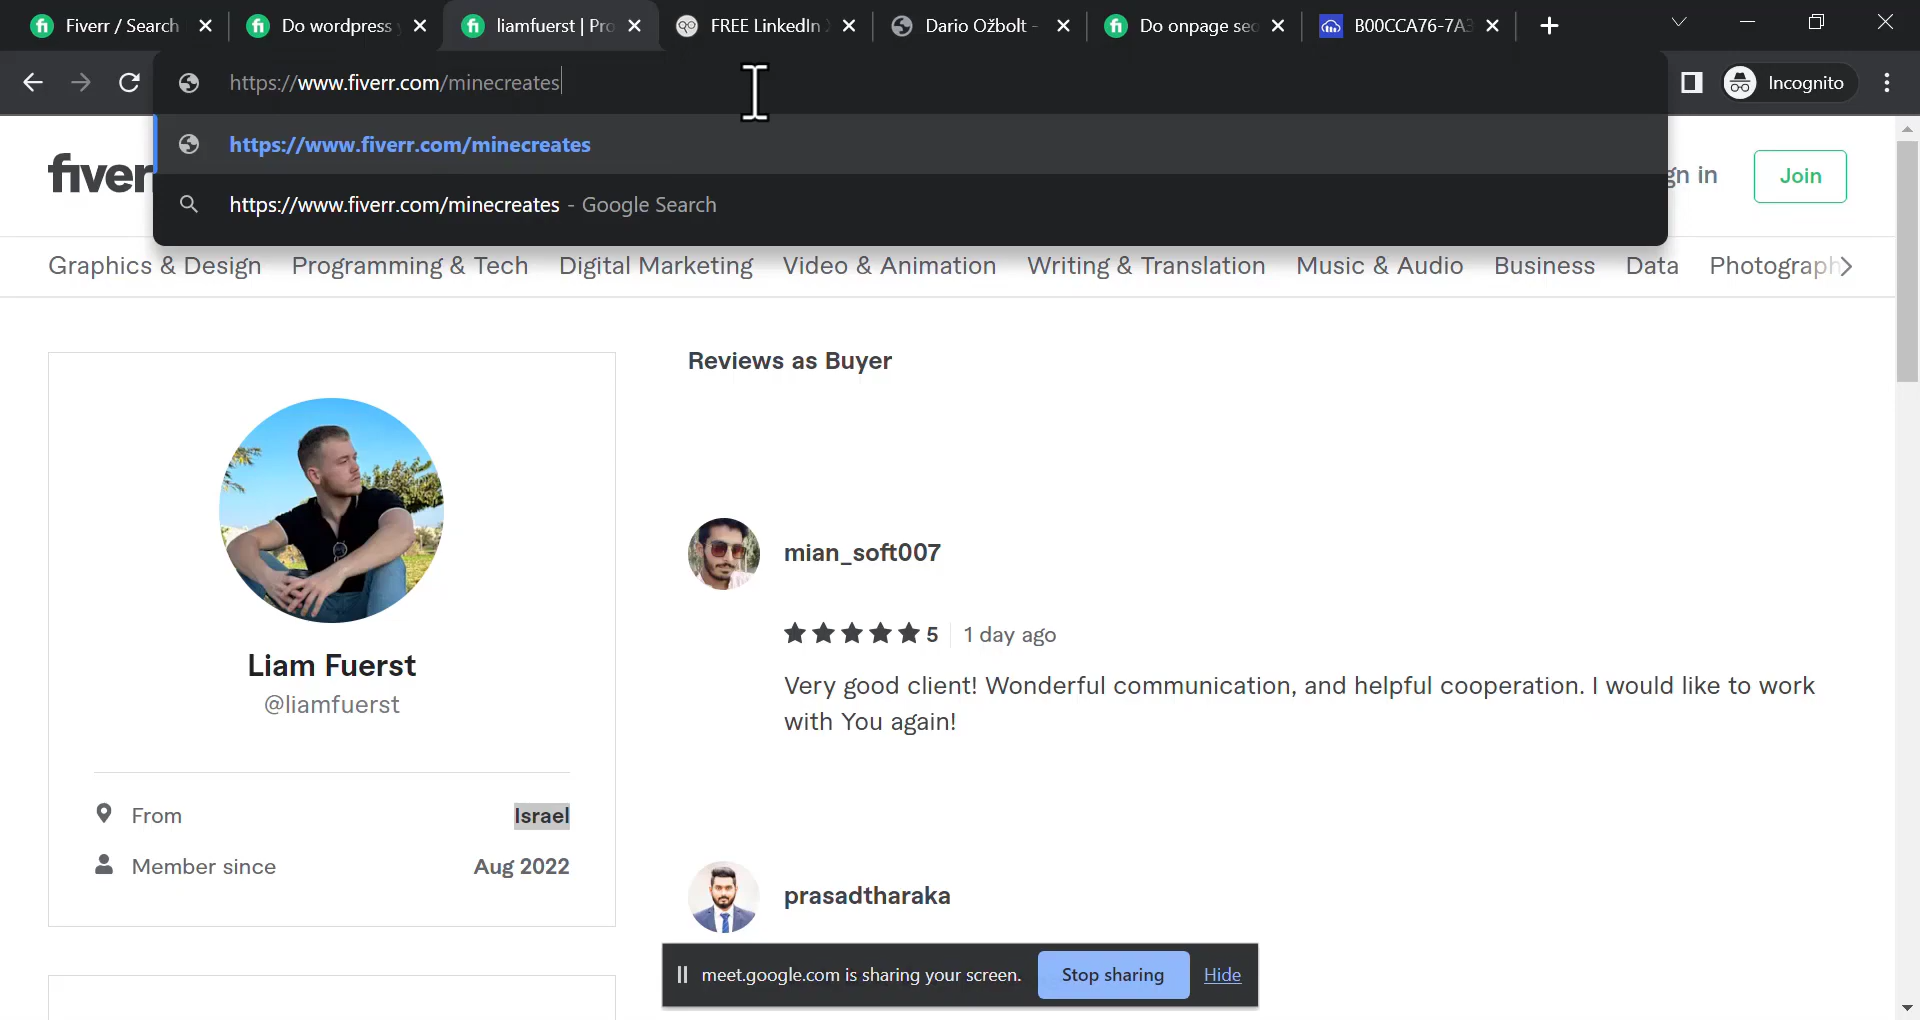 Fiverr / Search
Do wordpress
liamfuerst | Pro
FREE LinkedIn
Dario Ožbolt -
Do onpage seo
B00CCA76-7A3
https://www.fiverr.com/minecreates
Incognito
https://www.fiverr.com/minecreates
https://www.fiverr.com/minecreates - Google Search
fiverr
gn in
Join
Graphics & Design
Programming & Tech
Digital Marketing
Video & Animation
Writing & Translation
Music & Audio
Business
Data
Photograph
Reviews as Buyer
mian_soft007
5
1 day ago
Very good client! Wonderful communication, and helpful cooperation. I would like to work
with You again!
Liam Fuerst
@liamfuerst
From
Israel
Member since
Aug 2022
prasadtharaka
meet.google.com is sharing your screen.
Stop sharing
Hide